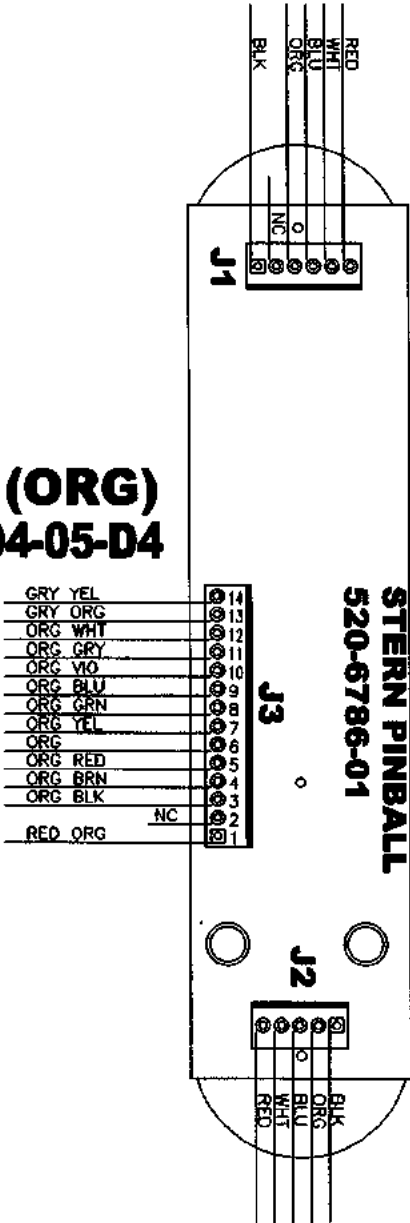 BLK
ORG
BLU
WHT
RED
NC
J1
(ORG)
04-05-D4
GRY YEL
GRY ORG
ORG WHT
ORG GRY
ORG VIO
ORG BLU
ORG GRN
ORG YEL
ORG
ORG RED
ORG BRN
ORG BLK
NC
RED ORG
14
13
12
11
10
9
8
7
6
5
4
3
2
1
J3
STERN PINBALL
520-6786-01
J2
RED
WHT
BLU
ORG
BLK